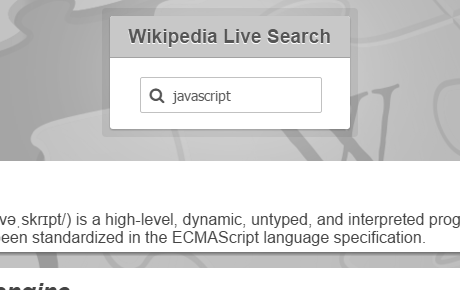 Wikipedia Live Search
javascript
W
vəˌskrɪpt/) is a high-level, dynamic, untyped, and interpreted prog
een standardized in the ECMAScript language specification.
engine